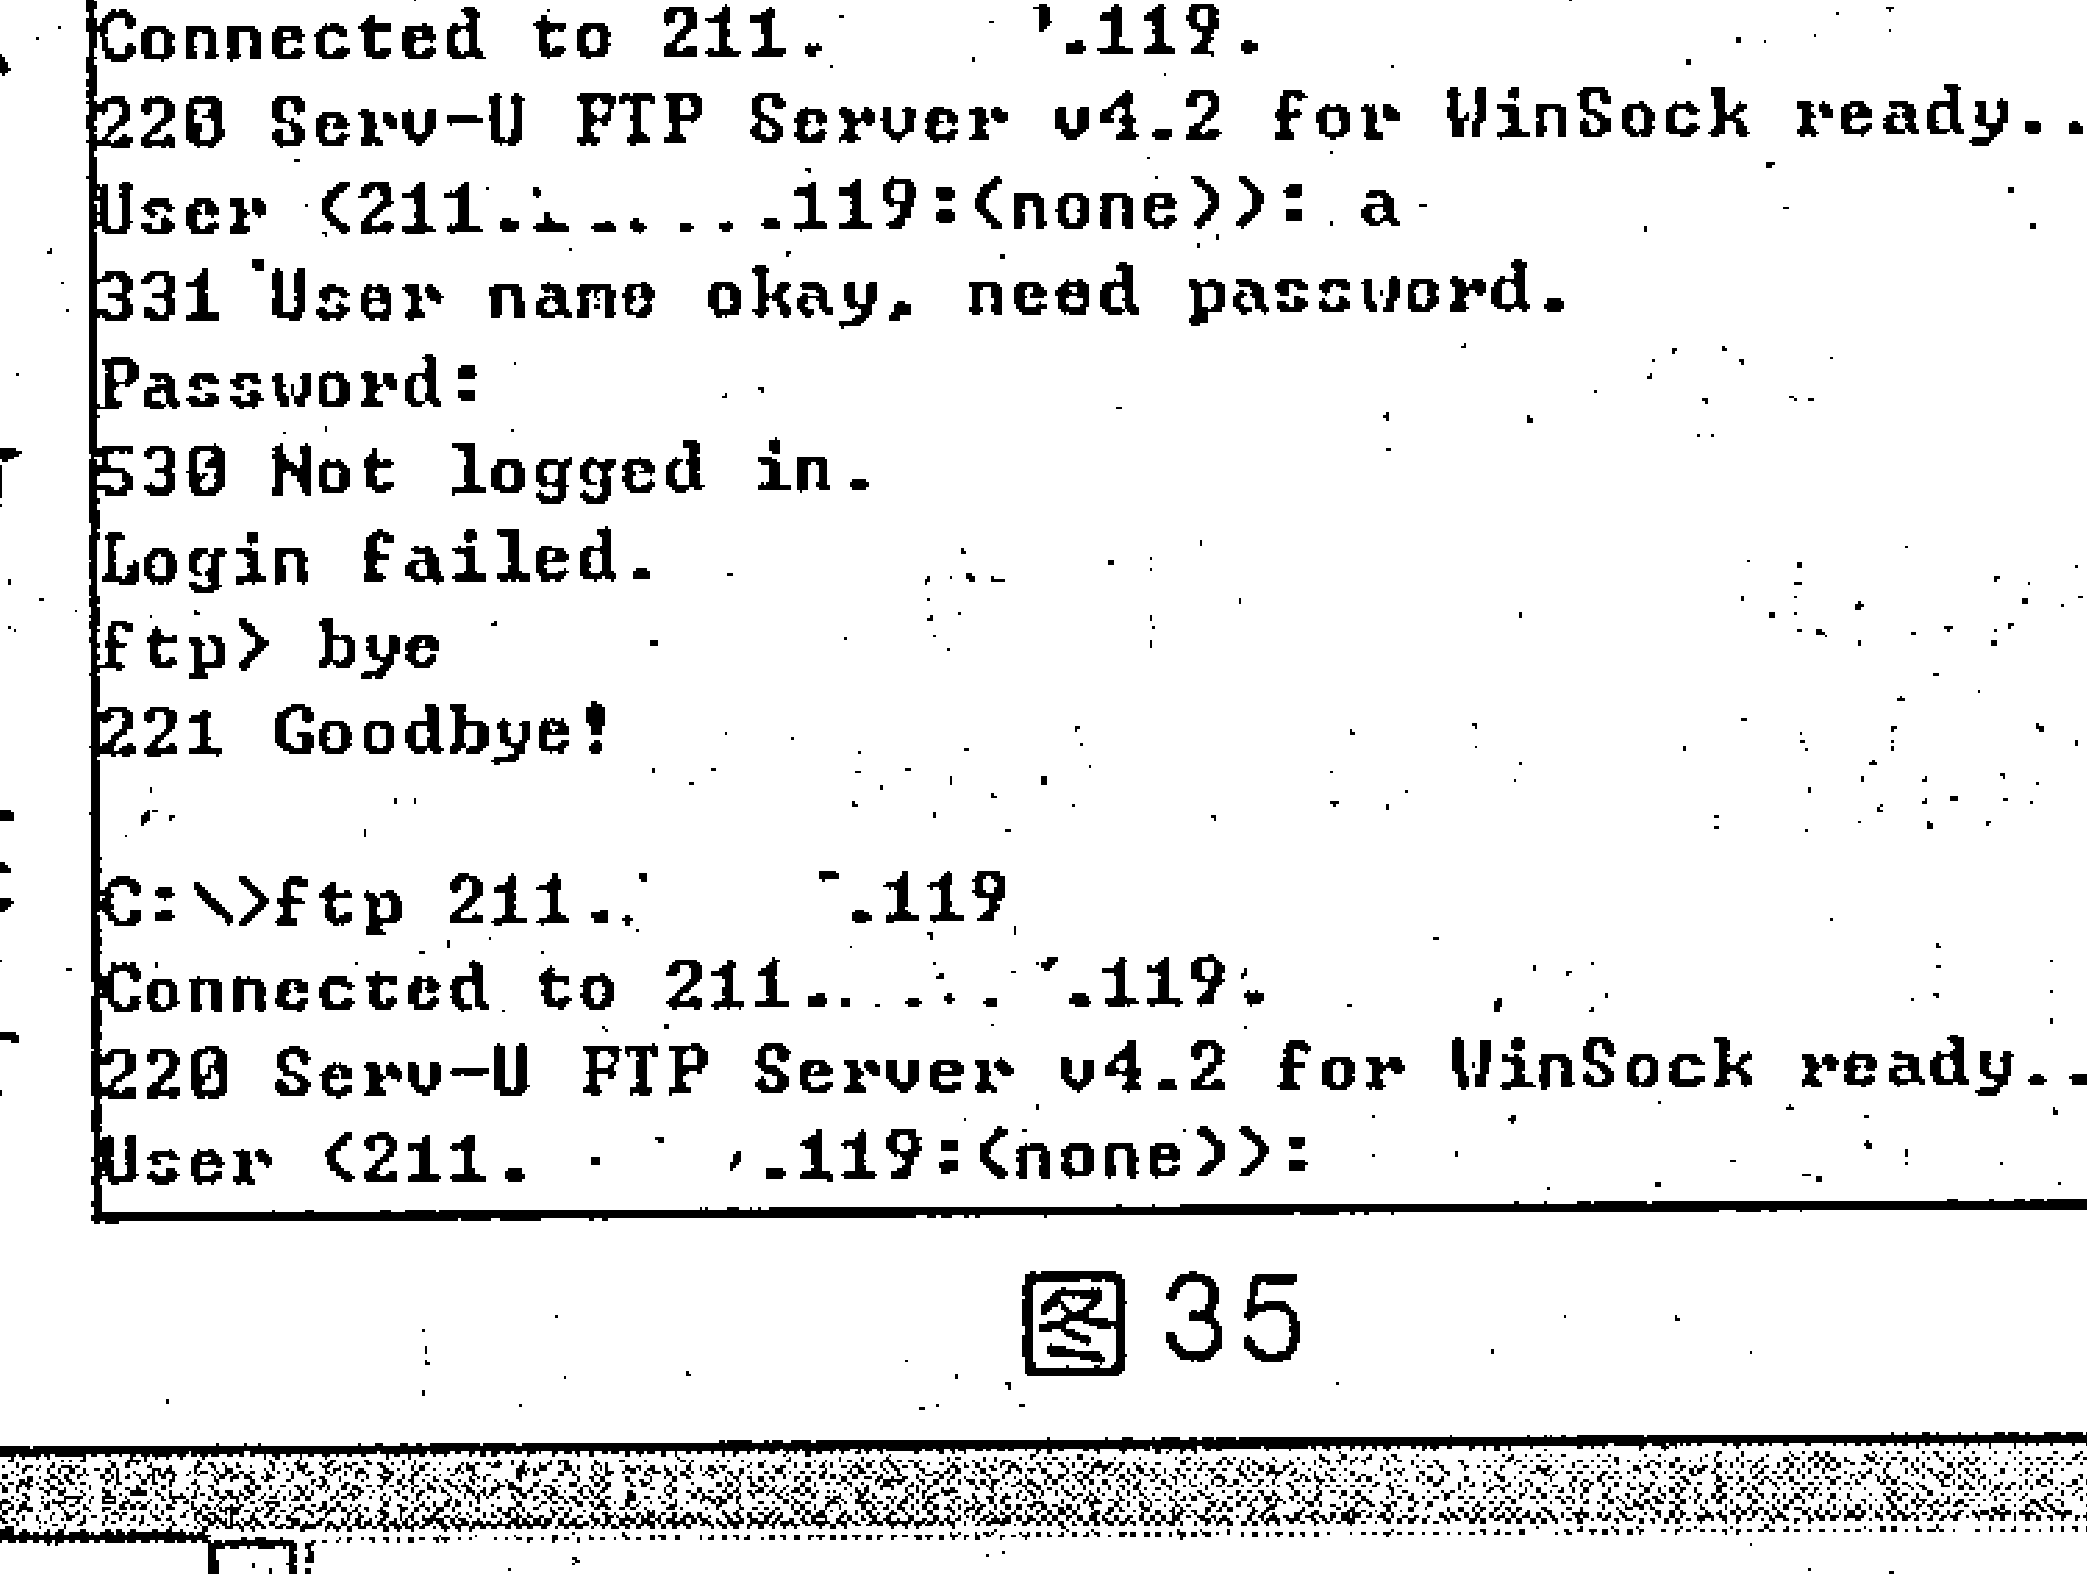 Connected to 211. .119.
220 Serv-U FTP Server v4.2 for WinSock ready..
User (211. .119:(none)): a
331 User name okay, need password.
Password:
530 Not logged in.
Login failed.
ftp> bye
221 Goodbye!
C:\>ftp 211. .119
Connected to 211. .119.
220 Serv-U FTP Server v4.2 for WinSock ready..
User (211. .119:(none)):
图 35